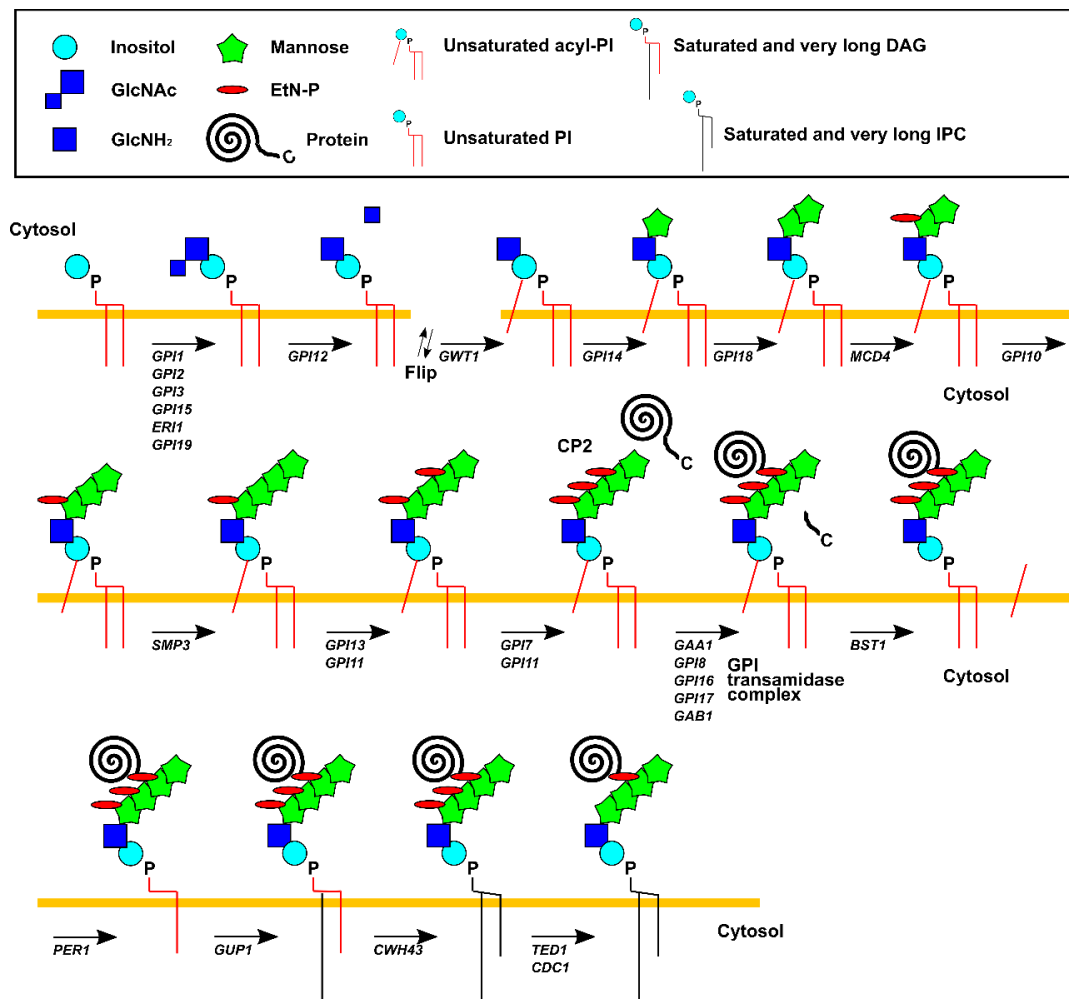 Inositol
Mannose
Unsaturated acyl-PI
Saturated and very long DAG
GlcNAc
EtN-P
GlcNH₂
C Protein
Unsaturated PI
Saturated and very long IPC
P
P
P
P
Cytosol
P P P P P P P
GPI1
GPI2
GPI3
GPI15
ERI1
GPI19
GPI12
Flip
GWT1
GPI14
GPI18
MCD4
GPI10
Cytosol
CP2
C
C
P P P P P P
SMP3
GPI13
GPI11
GPI7
GPI11
GAA1
GPI8
GPI16
GPI17
GAB1
GPI
transamidase
complex
BST1
Cytosol
P P P P
PER1
GUP1
CWH43
TED1
CDC1
Cytosol